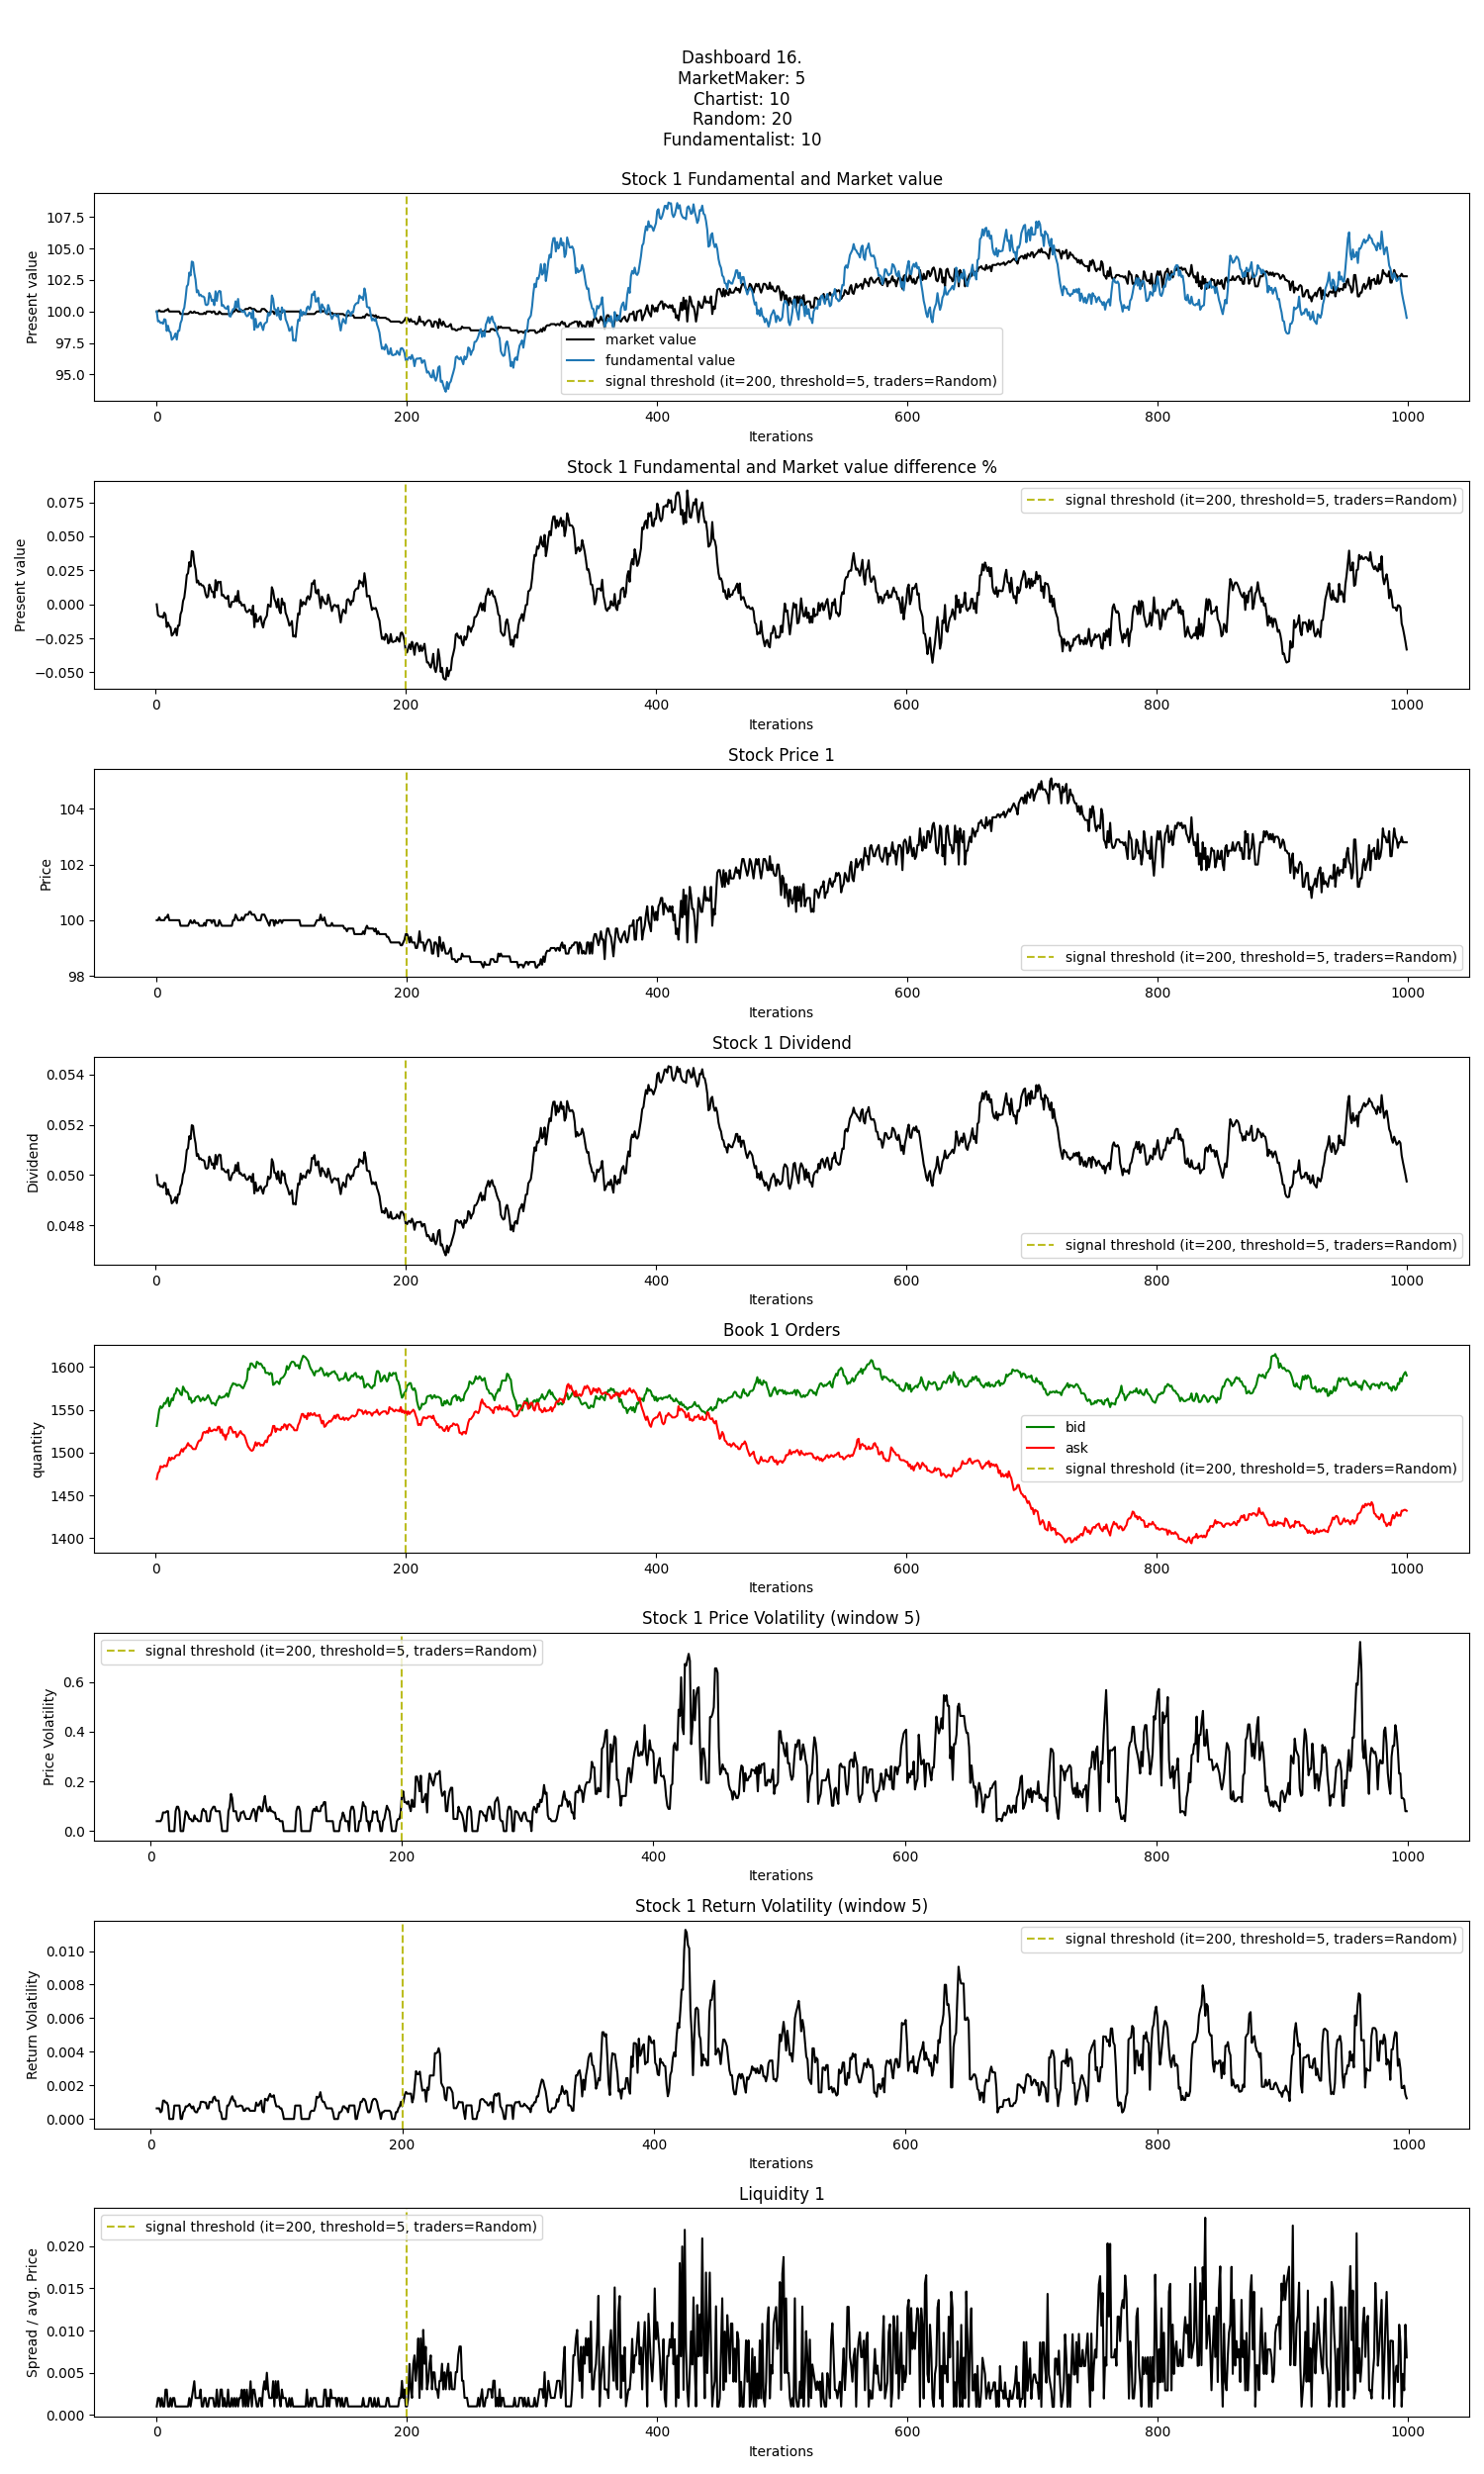 Dashboard 16.
MarketMaker: 5
Chartist: 10
Random: 20
Fundamentalist: 10
Stock 1 Fundamental and Market value
Present value
107.5
105.0
102.5
100.0
97.5
95.0
market value
fundamental value
signal threshold (it=200, threshold=5, traders=Random)
0 200 400 600 800 1000
Iterations
Stock 1 Fundamental and Market value difference %
Present value
0.075
0.050
0.025
0.000
−0.025
−0.050
signal threshold (it=200, threshold=5, traders=Random)
0 200 400 600 800 1000
Iterations
Stock Price 1
Price
104
102
100
98
signal threshold (it=200, threshold=5, traders=Random)
0 200 400 600 800 1000
Iterations
Stock 1 Dividend
Dividend
0.054
0.052
0.050
0.048
signal threshold (it=200, threshold=5, traders=Random)
0 200 400 600 800 1000
Iterations
Book 1 Orders
quantity
1600
1550
1500
1450
1400
bid
ask
signal threshold (it=200, threshold=5, traders=Random)
0 200 400 600 800 1000
Iterations
Stock 1 Price Volatility (window 5)
Price Volatility
0.6
0.4
0.2
0.0
signal threshold (it=200, threshold=5, traders=Random)
0 200 400 600 800 1000
Iterations
Stock 1 Return Volatility (window 5)
Return Volatility
0.010
0.008
0.006
0.004
0.002
0.000
signal threshold (it=200, threshold=5, traders=Random)
0 200 400 600 800 1000
Iterations
Liquidity 1
Spread / avg. Price
0.020
0.015
0.010
0.005
0.000
signal threshold (it=200, threshold=5, traders=Random)
0 200 400 600 800 1000
Iterations